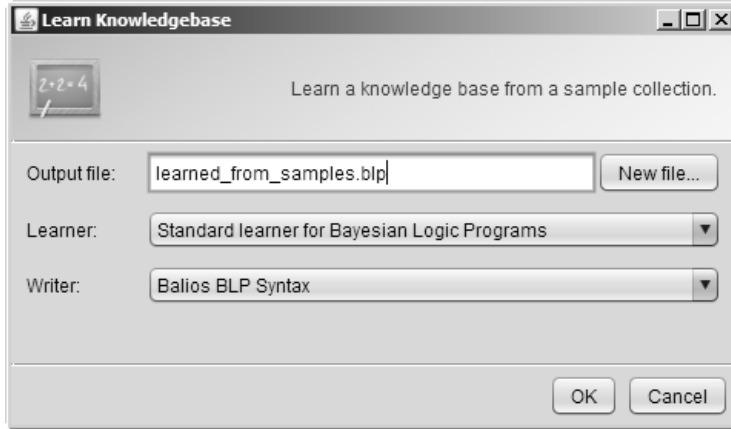 Learn Knowledgebase
2+2=4
Learn a knowledge base from a sample collection.
Output file: learned_from_samples.blp New file...
Learner: Standard learner for Bayesian Logic Programs
Writer: Balios BLP Syntax
OK Cancel